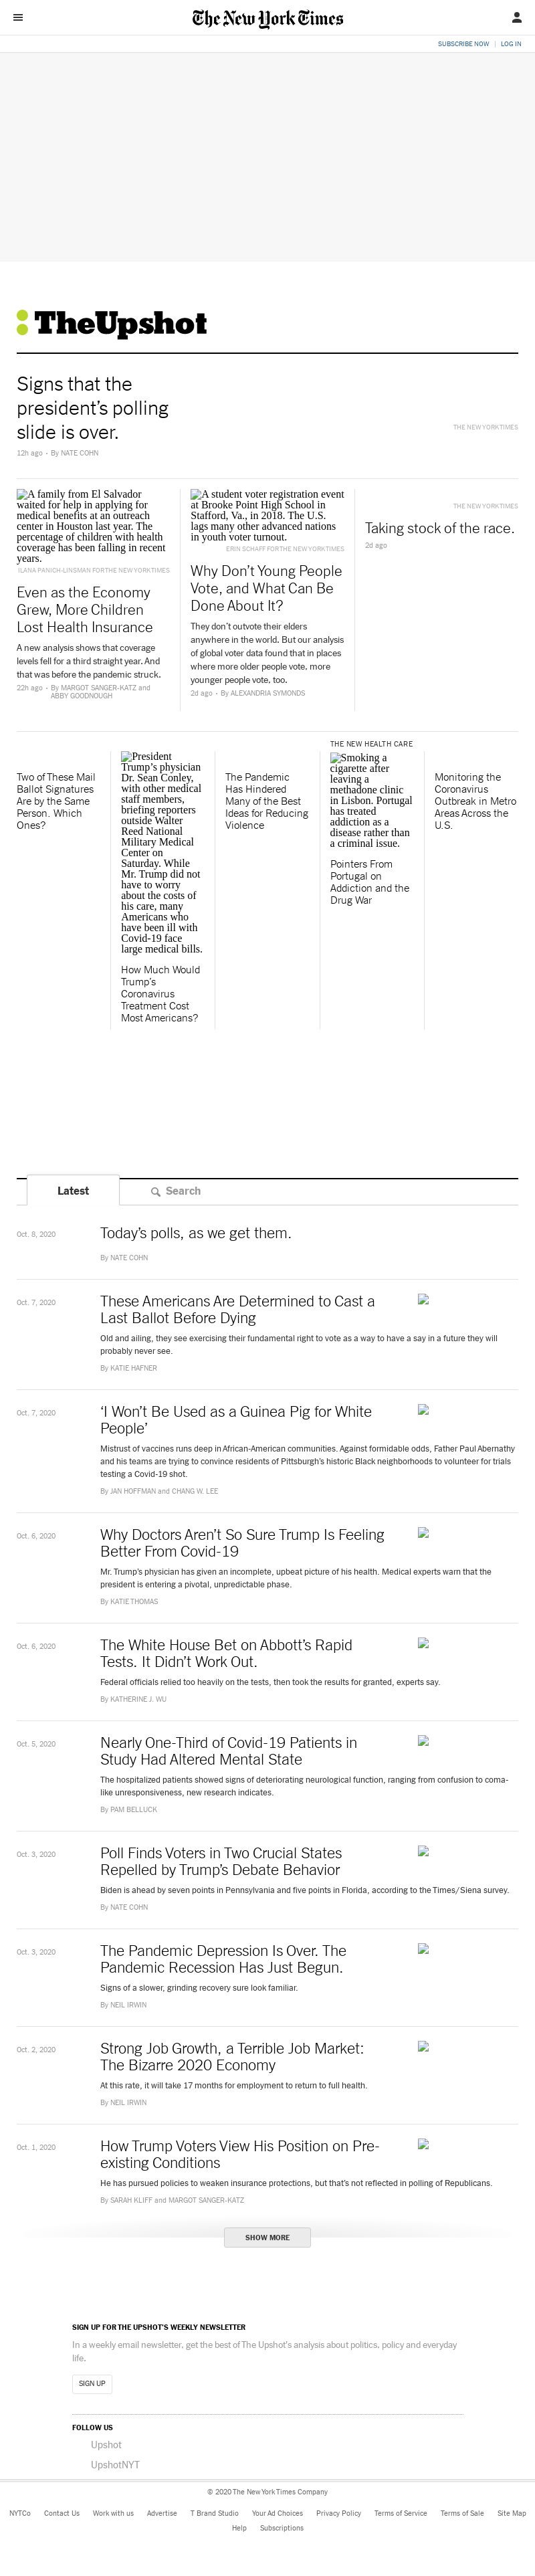 The New York Times
SUBSCRIBE NOW
LOG IN
TheUpshot
Signs that the
president’s polling
slide is over.
12h ago • By NATE COHN
THE NEW YORK TIMES
A family from El Salvador
waited for help in applying for
medical benefits at an outreach
center in Houston last year. The
percentage of children with health
coverage has been falling in recent
years.
ILANA PANICH-LINSMAN FOR THE NEW YORK TIMES
Even as the Economy
Grew, More Children
Lost Health Insurance
A new analysis shows that coverage
levels fell for a third straight year. And
that was before the pandemic struck.
22h ago • By MARGOT SANGER-KATZ and
ABBY GOODNOUGH
A student voter registration event
at Brooke Point High School in
Stafford, Va., in 2018. The U.S.
lags many other advanced nations
in youth voter turnout.
ERIN SCHAFF FOR THE NEW YORK TIMES
Why Don’t Young People
Vote, and What Can Be
Done About It?
They don’t outvote their elders
anywhere in the world. But our analysis
of global voter data found that in places
where more older people vote, more
younger people vote, too.
2d ago • By ALEXANDRIA SYMONDS
THE NEW YORK TIMES
Taking stock of the race.
2d ago
Two of These Mail
Ballot Signatures
Are by the Same
Person. Which
Ones?
President
Trump’s physician
Dr. Sean Conley,
with other medical
staff members,
briefing reporters
outside Walter
Reed National
Military Medical
Center on
Saturday. While
Mr. Trump did not
have to worry
about the costs of
his care, many
Americans who
have been ill with
Covid-19 face
large medical bills.
How Much Would
Trump’s
Coronavirus
Treatment Cost
Most Americans?
The Pandemic
Has Hindered
Many of the Best
Ideas for Reducing
Violence
THE NEW HEALTH CARE
Smoking a
cigarette after
leaving a
methadone clinic
in Lisbon. Portugal
has treated
addiction as a
disease rather than
a criminal issue.
Pointers From
Portugal on
Addiction and the
Drug War
Monitoring the
Coronavirus
Outbreak in Metro
Areas Across the
U.S.
Latest
Search
Oct. 8, 2020
Today’s polls, as we get them.
By NATE COHN
Oct. 7, 2020
These Americans Are Determined to Cast a
Last Ballot Before Dying
Old and ailing, they see exercising their fundamental right to vote as a way to have a say in a future they will
probably never see.
By KATIE HAFNER
Oct. 7, 2020
‘I Won’t Be Used as a Guinea Pig for White
People’
Mistrust of vaccines runs deep in African-American communities. Against formidable odds, Father Paul Abernathy
and his teams are trying to convince residents of Pittsburgh’s historic Black neighborhoods to volunteer for trials
testing a Covid-19 shot.
By JAN HOFFMAN and CHANG W. LEE
Oct. 6, 2020
Why Doctors Aren’t So Sure Trump Is Feeling
Better From Covid-19
Mr. Trump’s physician has given an incomplete, upbeat picture of his health. Medical experts warn that the
president is entering a pivotal, unpredictable phase.
By KATIE THOMAS
Oct. 6, 2020
The White House Bet on Abbott’s Rapid
Tests. It Didn’t Work Out.
Federal officials relied too heavily on the tests, then took the results for granted, experts say.
By KATHERINE J. WU
Oct. 5, 2020
Nearly One-Third of Covid-19 Patients in
Study Had Altered Mental State
The hospitalized patients showed signs of deteriorating neurological function, ranging from confusion to coma-
like unresponsiveness, new research indicates.
By PAM BELLUCK
Oct. 3, 2020
Poll Finds Voters in Two Crucial States
Repelled by Trump’s Debate Behavior
Biden is ahead by seven points in Pennsylvania and five points in Florida, according to the Times/Siena survey.
By NATE COHN
Oct. 3, 2020
The Pandemic Depression Is Over. The
Pandemic Recession Has Just Begun.
Signs of a slower, grinding recovery sure look familiar.
By NEIL IRWIN
Oct. 2, 2020
Strong Job Growth, a Terrible Job Market:
The Bizarre 2020 Economy
At this rate, it will take 17 months for employment to return to full health.
By NEIL IRWIN
Oct. 1, 2020
How Trump Voters View His Position on Pre-
existing Conditions
He has pursued policies to weaken insurance protections, but that’s not reflected in polling of Republicans.
By SARAH KLIFF and MARGOT SANGER-KATZ
SHOW MORE
SIGN UP FOR THE UPSHOT’S WEEKLY NEWSLETTER
In a weekly email newsletter, get the best of The Upshot’s analysis about politics, policy and everyday
life.
SIGN UP
FOLLOW US
Upshot
UpshotNYT
© 2020 The New York Times Company
NYTCo Contact Us Work with us Advertise T Brand Studio Your Ad Choices Privacy Policy Terms of Service Terms of Sale Site Map
Help Subscriptions